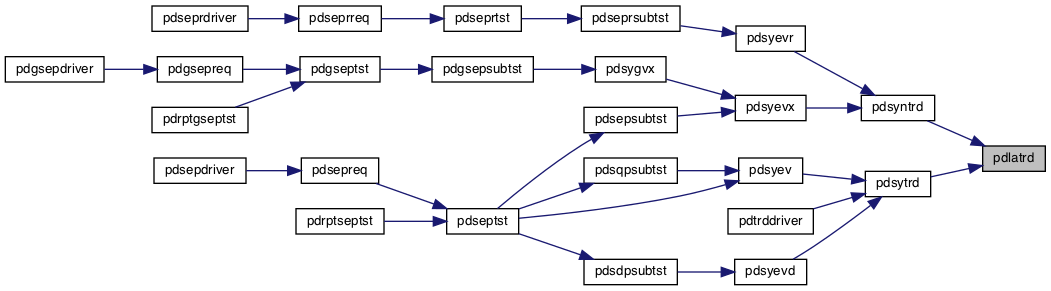 pdseprdriver
pdseprreq
pdseprtst
pdseprsubtst
pdsyevr
pdgsepdriver
pdgsepreq
pdgseptst
pdgsepsubtst
pdsygvx
pdsyevx
pdsyntrd
pdrptgseptst
pdsepsubtst
pdlatrd
pdsepdriver
pdsepreq
pdsqpsubtst
pdsyev
pdsytrd
pdrptseptst
pdseptst
pdtrddriver
pdsdpsubtst
pdsyevd